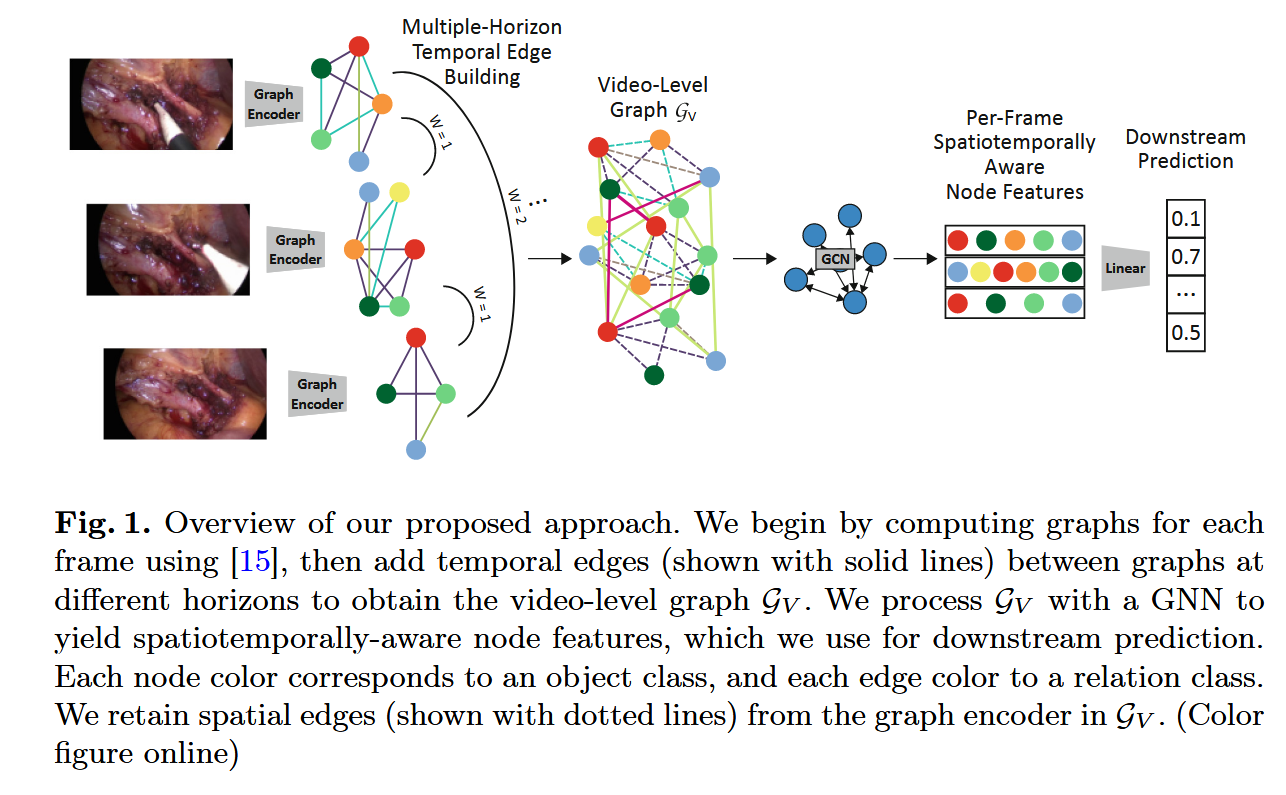 Multiple-Horizon
Temporal Edge
Building
Graph
Encoder
W = 1
Graph
Encoder
W = 1
Graph
Encoder
W = 2
...
Video-Level
Graph 𝒢V
GCN
Per-Frame
Spatiotemporally
Aware
Node Features
Linear
Downstream
Prediction
0.1
0.7
...
0.5
Fig. 1. Overview of our proposed approach. We begin by computing graphs for each
frame using [15], then add temporal edges (shown with solid lines) between graphs at
different horizons to obtain the video-level graph 𝒢V. We process 𝒢V with a GNN to
yield spatiotemporally-aware node features, which we use for downstream prediction.
Each node color corresponds to an object class, and each edge color to a relation class.
We retain spatial edges (shown with dotted lines) from the graph encoder in 𝒢V. (Color
figure online)